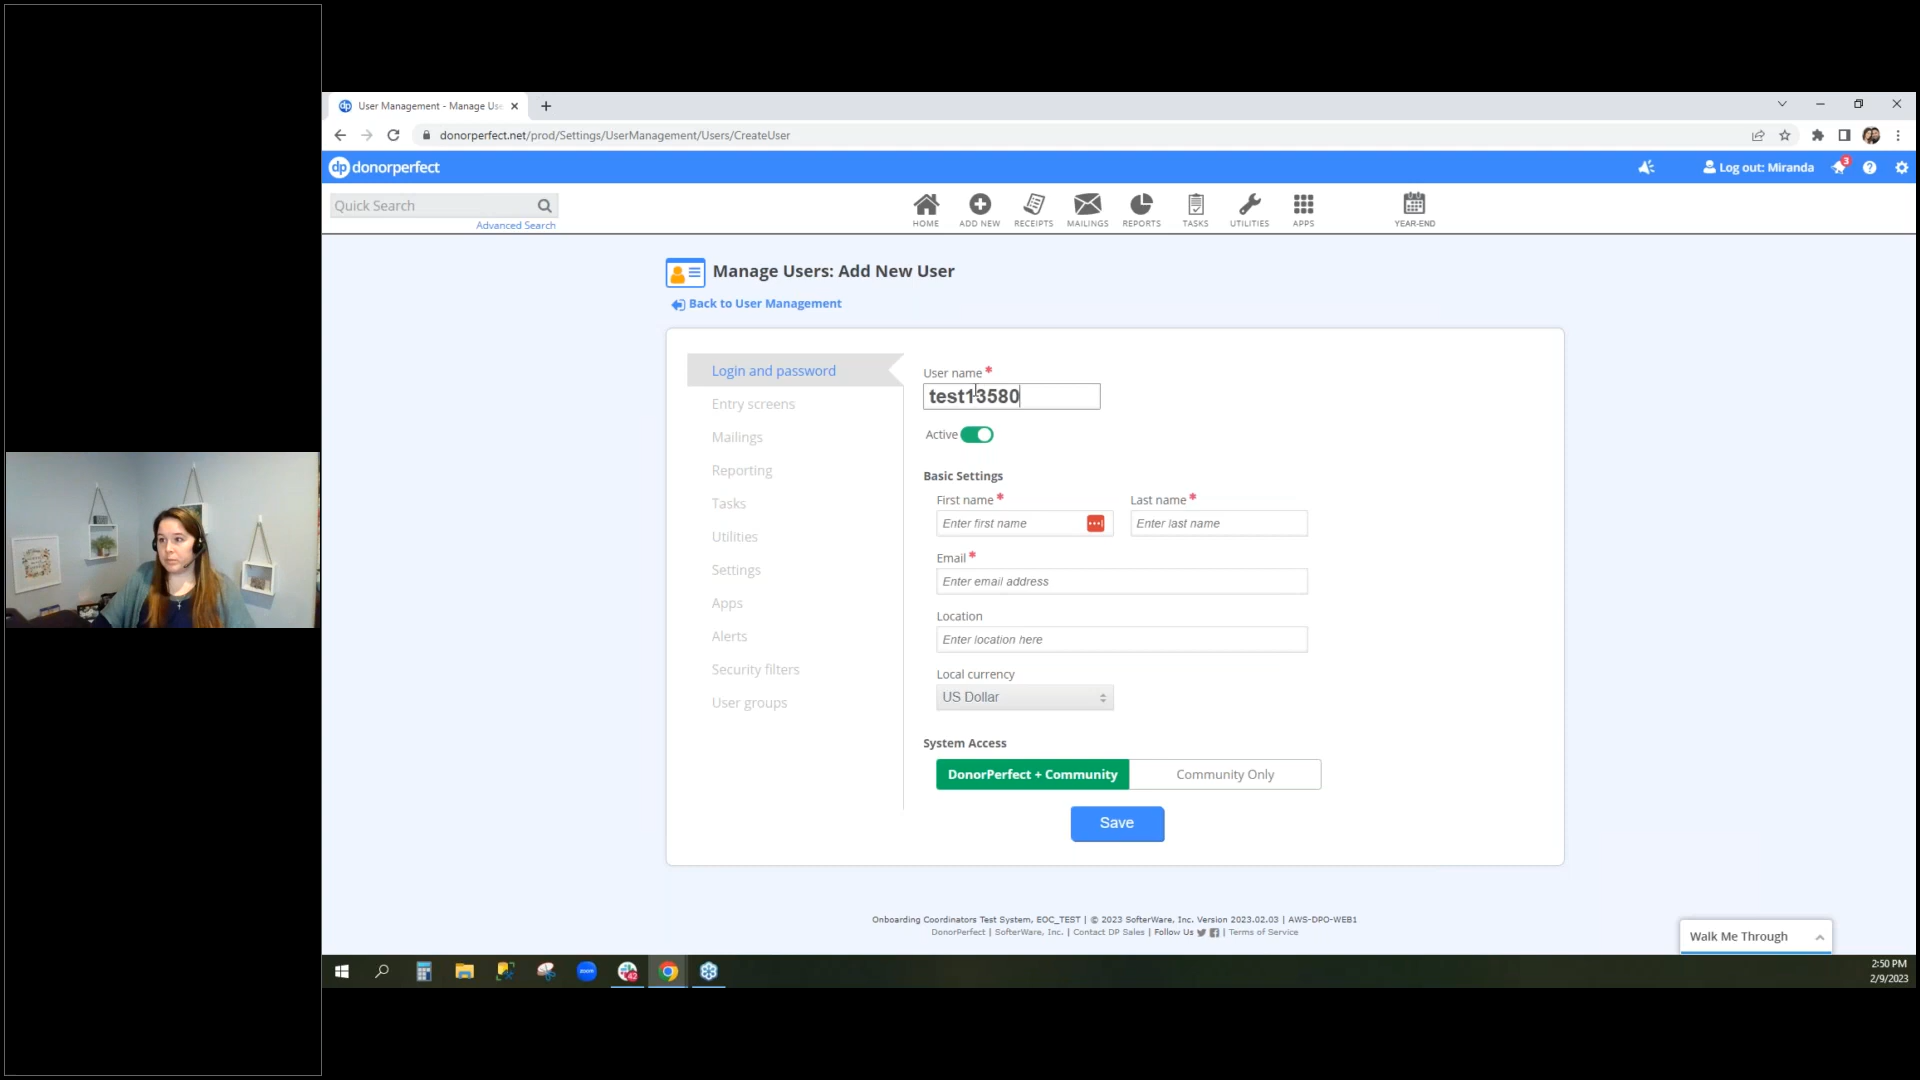 User Management - Manage Use
donorperfect.net/prod/Settings/UserManagement/Users/CreateUser
dp donorperfect
Log out: Miranda
3
?
Quick Search
Advanced Search
HOME
ADD NEW
RECEIPTS
MAILINGS
REPORTS
TASKS
UTILITIES
APPS
YEAR-END
Manage Users: Add New User
Back to User Management
Login and password
Entry screens
Mailings
Reporting
Tasks
Utilities
Settings
Apps
Alerts
Security filters
User groups
User name *
test13580
Active
Basic Settings
First name * Last name *
Enter first name Enter last name
Email *
Enter email address
Location
Enter location here
Local currency
US Dollar
System Access
DonorPerfect + Community Community Only
Save
Onboarding Coordinators Test System, EOC_TEST | © 2023 SofterWare, Inc. Version 2023.02.03 | AWS-DPO-WEB1
DonorPerfect | SofterWare, Inc. | Contact DP Sales | Follow Us | Terms of Service
Walk Me Through
zoom
42
2:50 PM
2/9/2023